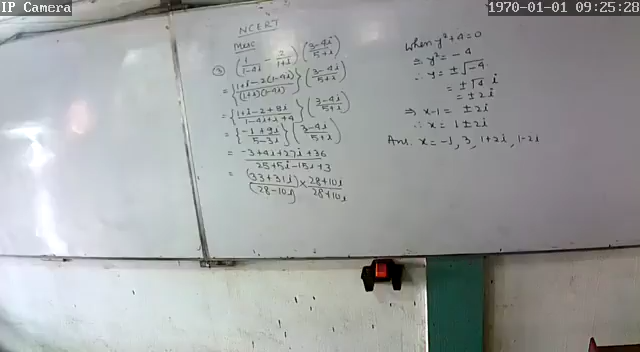 IP Camera
1970-01-01 09:25:28
NCERT
Misc
③ (1/(1-4i) - 2/(1+i)) ((3-4i)/(5+i))
= {(1+i-2(1-4i))/((1+i)(1-4i))} ((3-4i)/(5+i))
= {(1+i-2+8i)/(1-4i+i+4)} ((3-4i)/(5+i))
= {(-1+9i)/(5-3i)} ((3-4i)/(5+i))
= (-3+4i+27i+36)/(25+5i-15i+3)
= (33+31i)/(28-10i) × (28+10i)/(28+10i)
when y²+4=0
⇒ y² = -4
∴ y = ±√-4
= ±√4 i
= ±2i
⇒ x-1 = ±2i
∴ x = 1±2i
Ans. x = -1, 3, 1+2i, 1-2i